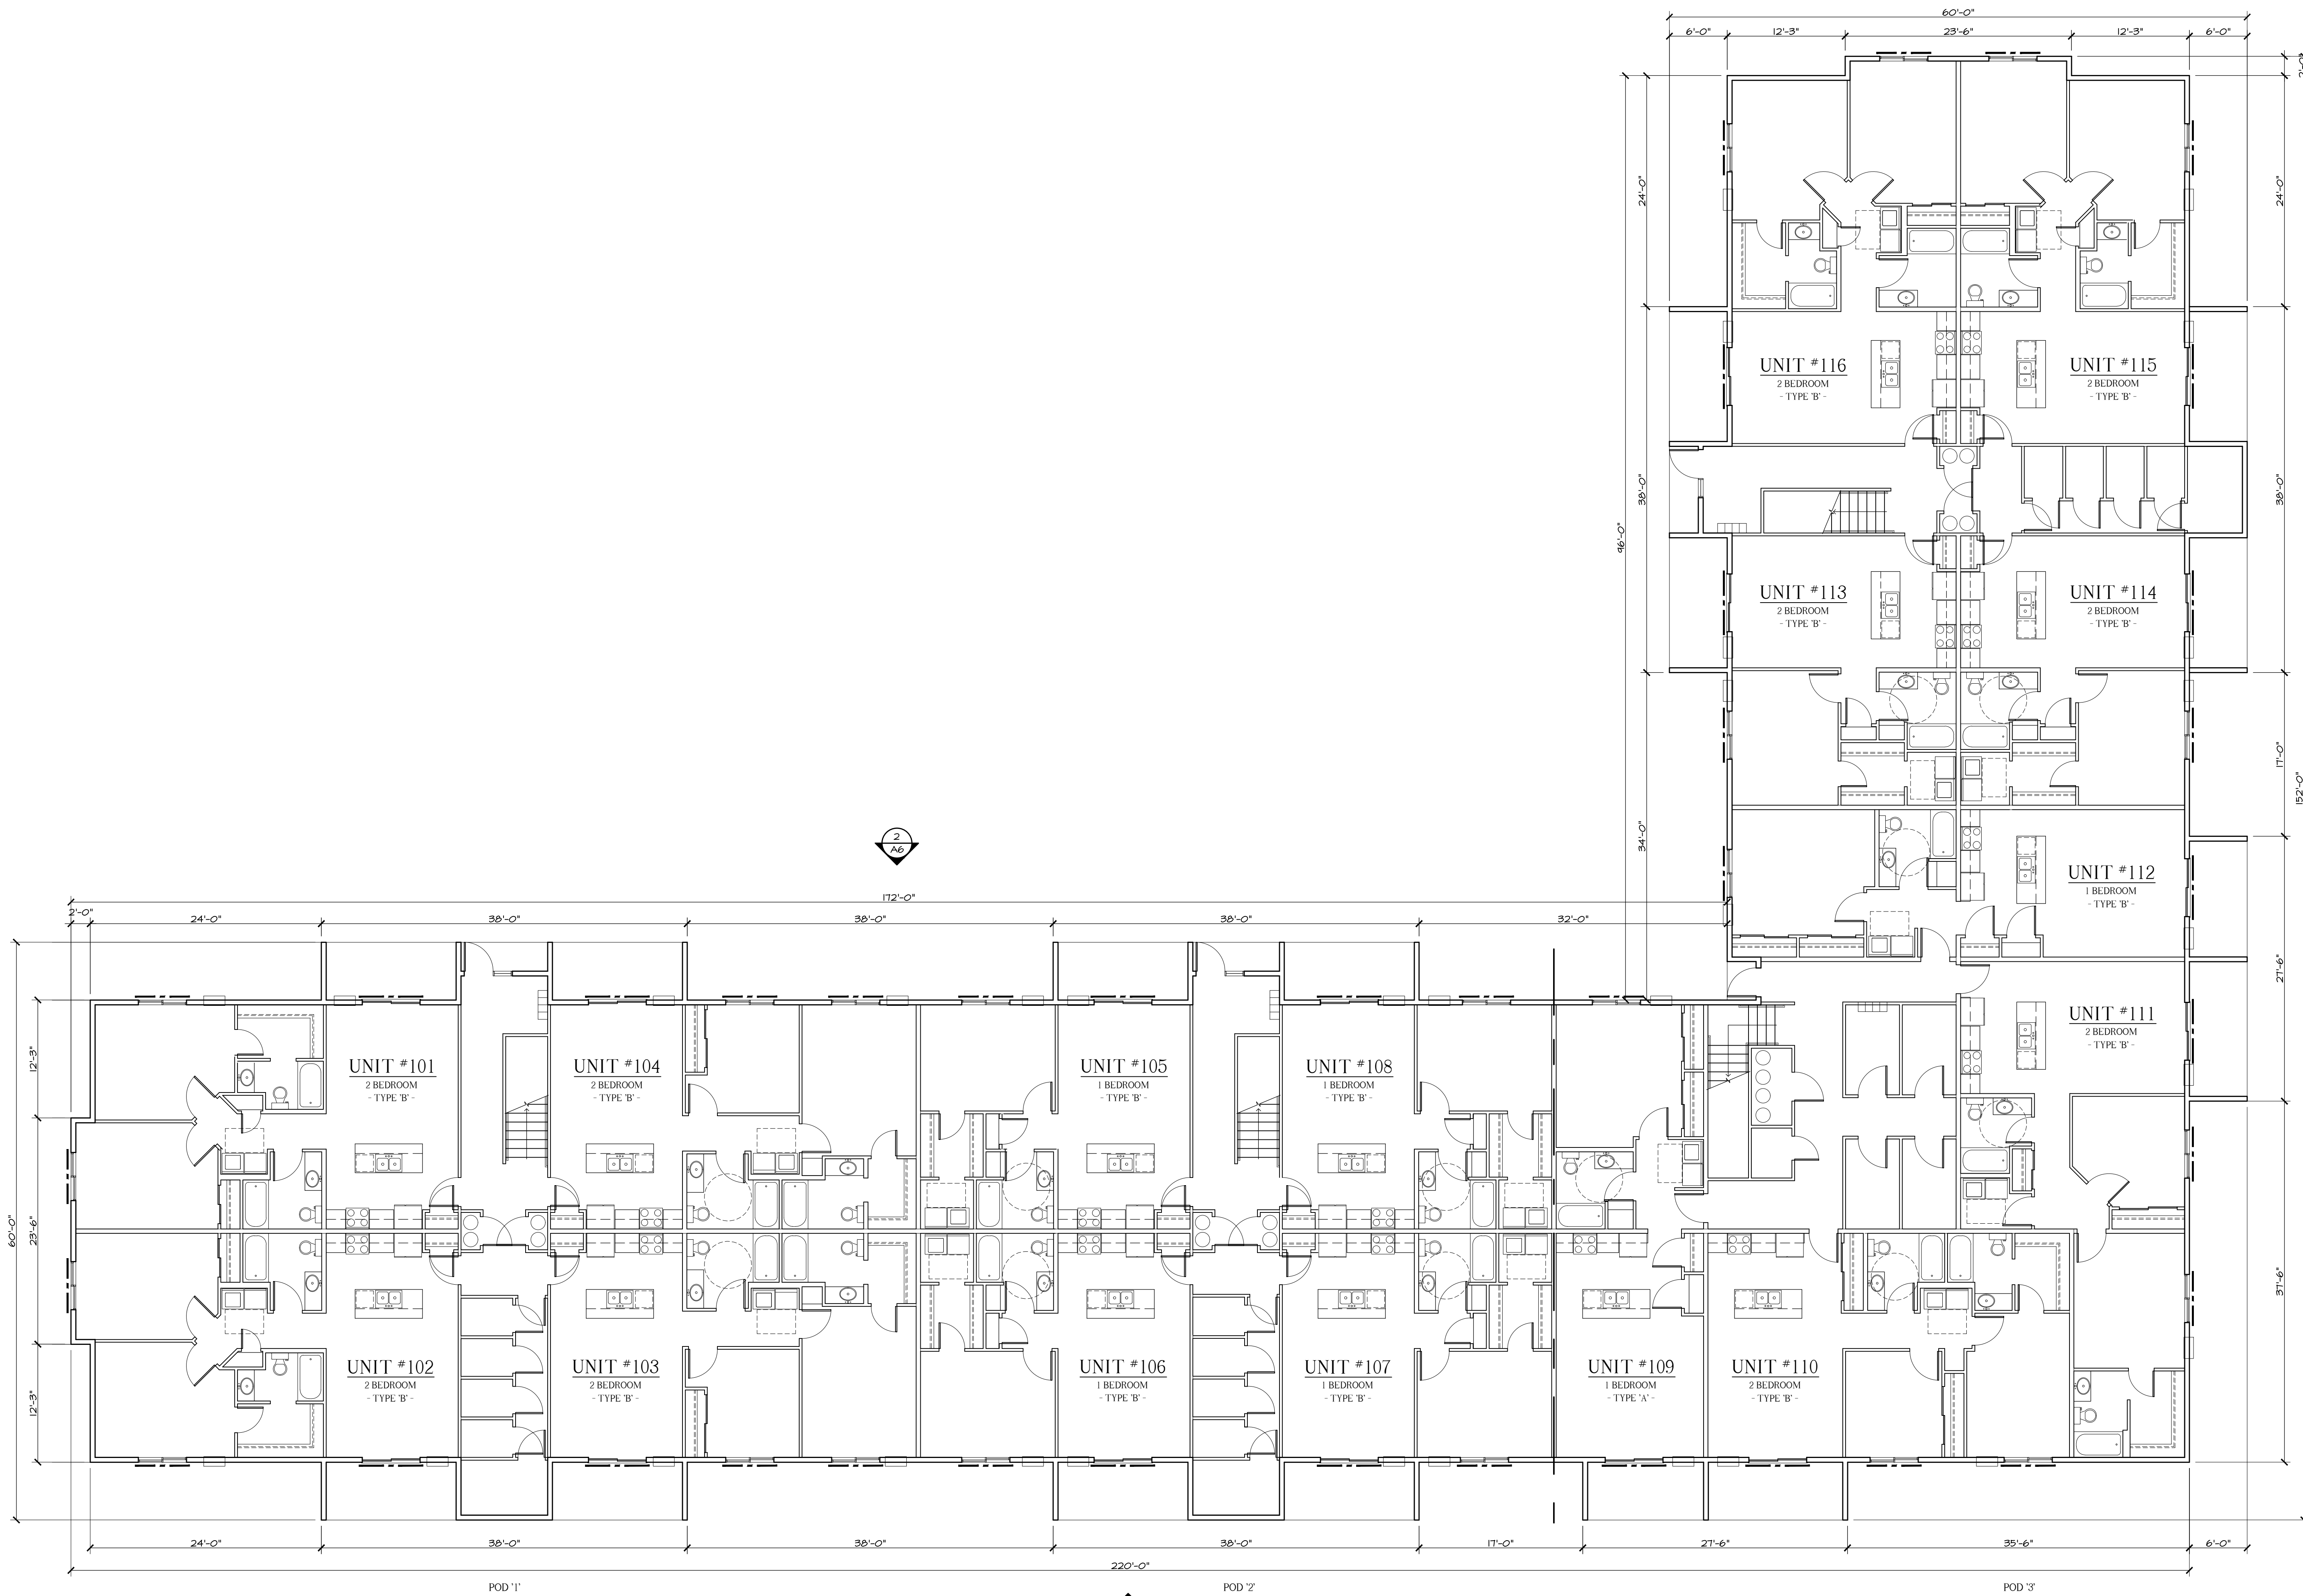 60'-0"
6'-0" 12'-3" 23'-6" 12'-3" 6'-0"
2'-0"
24'-0"
24'-0"
UNIT #116
2 BEDROOM
- TYPE 'B' -
UNIT #115
2 BEDROOM
- TYPE 'B' -
38'-0"
38'-0"
96'-0"
UNIT #113
2 BEDROOM
- TYPE 'B' -
UNIT #114
2 BEDROOM
- TYPE 'B' -
17'-0"
152'-0"
34'-0"
2
A6
UNIT #112
1 BEDROOM
- TYPE 'B' -
172'-0"
2'-0" 24'-0" 38'-0" 38'-0" 38'-0" 32'-0"
27'-6"
UNIT #111
2 BEDROOM
- TYPE 'B' -
12'-3"
UNIT #101
2 BEDROOM
- TYPE 'B' -
UNIT #104
2 BEDROOM
- TYPE 'B' -
UNIT #105
1 BEDROOM
- TYPE 'B' -
UNIT #108
1 BEDROOM
- TYPE 'B' -
60'-0"
23'-6"
37'-6"
12'-3"
UNIT #102
2 BEDROOM
- TYPE 'B' -
UNIT #103
2 BEDROOM
- TYPE 'B' -
UNIT #106
1 BEDROOM
- TYPE 'B' -
UNIT #107
1 BEDROOM
- TYPE 'B' -
UNIT #109
1 BEDROOM
- TYPE 'A' -
UNIT #110
2 BEDROOM
- TYPE 'B' -
24'-0" 38'-0" 38'-0" 38'-0" 17'-0" 27'-6" 35'-6" 6'-0"
220'-0"
POD '1' POD '2' POD '3'